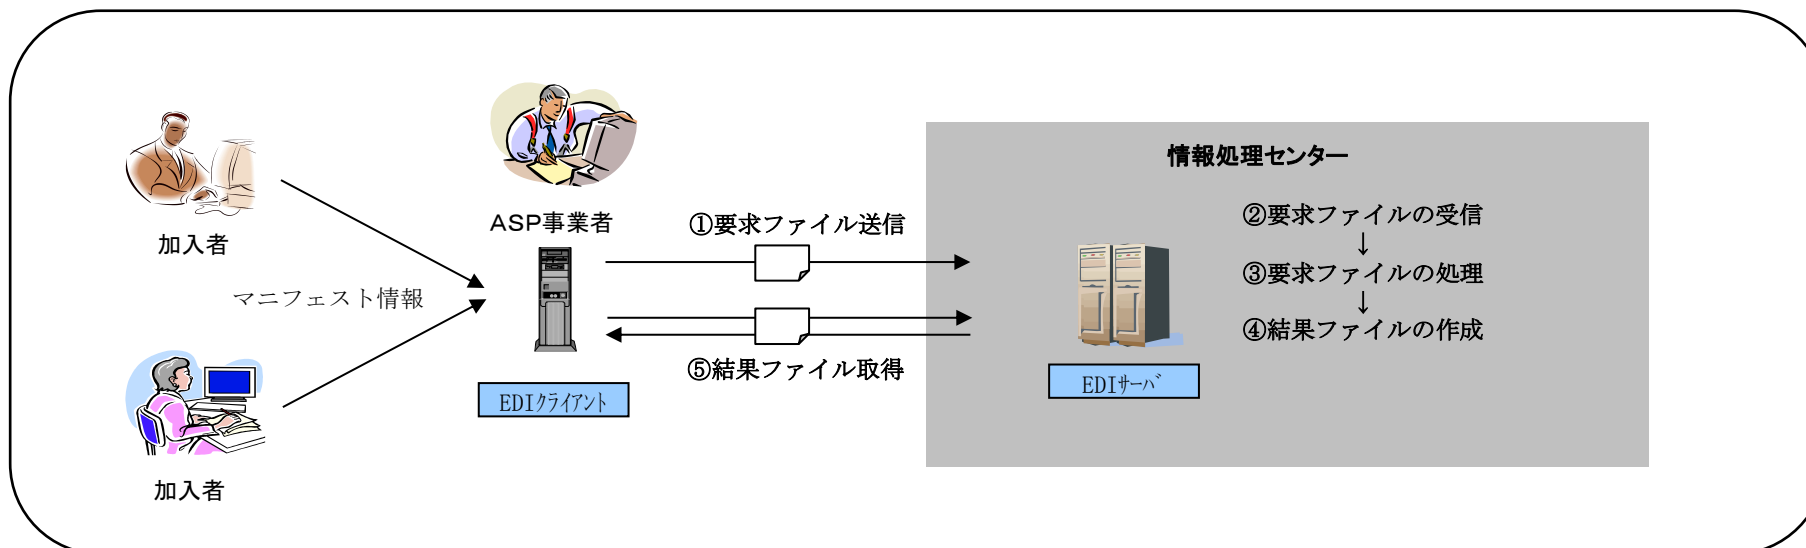 加入者
マニフェスト情報
加入者
ASP事業者
EDIクライアント
①要求ファイル送信
⑤結果ファイル取得
情報処理センター
EDIサーバ
②要求ファイルの受信
↓
③要求ファイルの処理
↓
④結果ファイルの作成